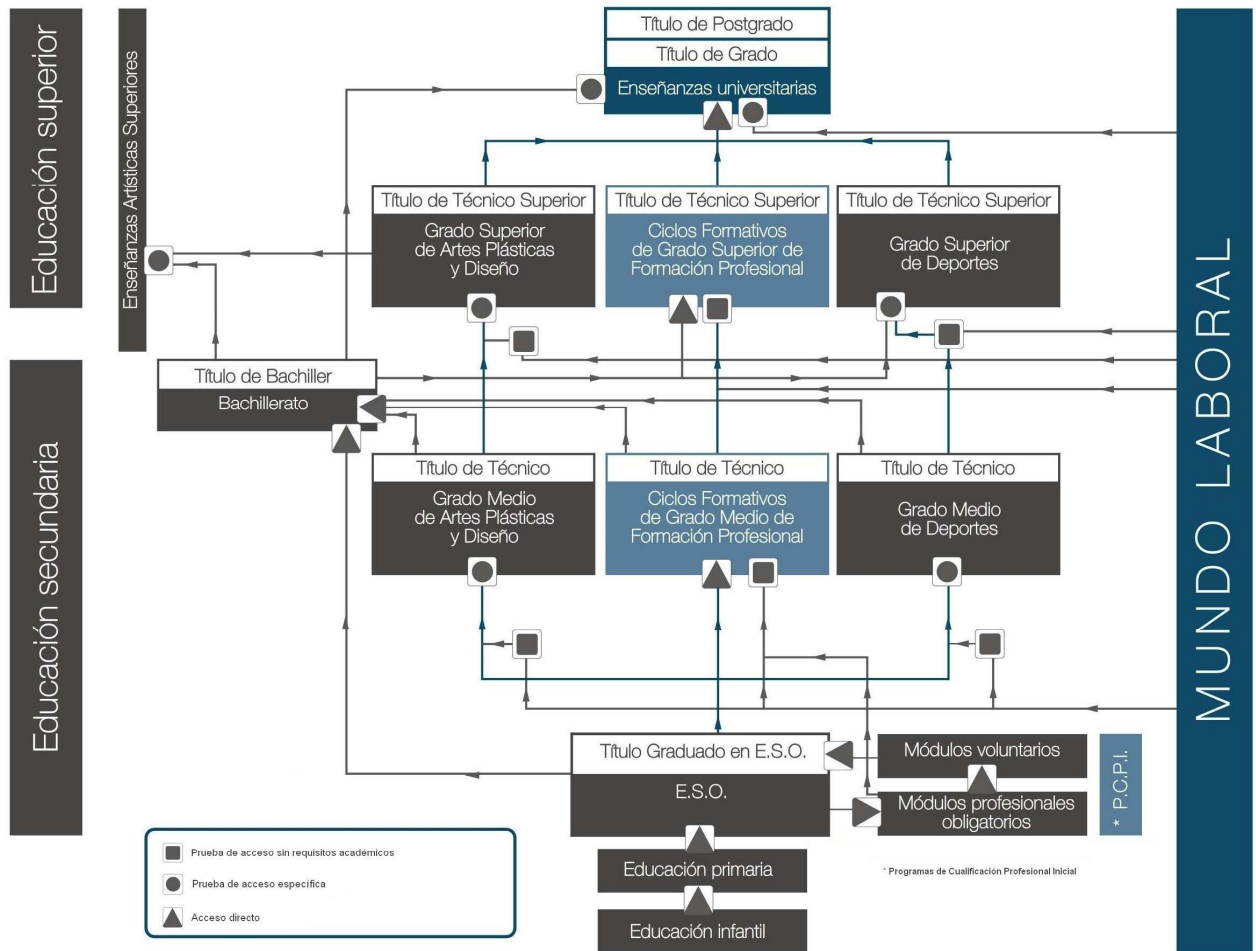 Educación superior
Enseñanzas Artísticas Superiores
Título de Postgrado
Título de Grado
Enseñanzas universitarias
Título de Técnico Superior
Grado Superior
de Artes Plásticas
y Diseño
Título de Técnico Superior
Ciclos Formativos
de Grado Superior de
Formación Profesional
Título de Técnico Superior
Grado Superior
de Deportes
MUNDO LABORAL
Educación secundaria
Título de Bachiller
Bachillerato
Título de Técnico
Grado Medio
de Artes Plásticas
y Diseño
Título de Técnico
Ciclos Formativos
de Grado Medio de
Formación Profesional
Título de Técnico
Grado Medio
de Deportes
Título Graduado en E.S.O.
E.S.O.
Módulos voluntarios
Módulos profesionales
obligatorios
* P.C.P.I.
Educación primaria
Educación infantil
* Programas de Cualificación Profesional Inicial
Prueba de acceso sin requisitos académicos
Prueba de acceso específica
Acceso directo